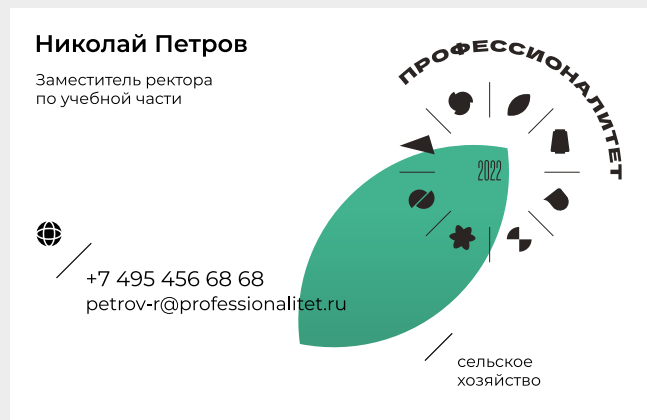 Николай Петров
Заместитель ректора
по учебной части
ПРОФЕССИОНАЛИТЕТ
2022
+7 495 456 68 68
petrov-r@professionalitet.ru
сельское
хозяйство